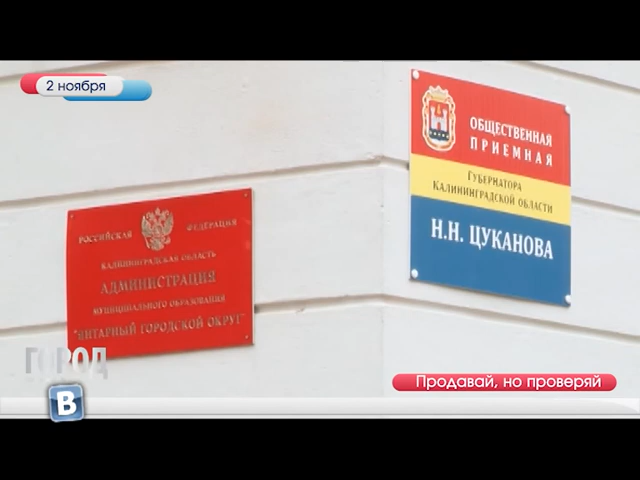 2 ноября
РОССИЙСКАЯ ФЕДЕРАЦИЯ
КАЛИНИНГРАДСКАЯ ОБЛАСТЬ
АДМИНИСТРАЦИЯ
МУНИЦИПАЛЬНОГО ОБРАЗОВАНИЯ
"ЯНТАРНЫЙ ГОРОДСКОЙ ОКРУГ"
ОБЩЕСТВЕННАЯ
ПРИЕМНАЯ
ГУБЕРНАТОРА
КАЛИНИНГРАДСКОЙ ОБЛАСТИ
Н.Н. ЦУКАНОВА
ГОРОД
В
Продавай, но проверяй